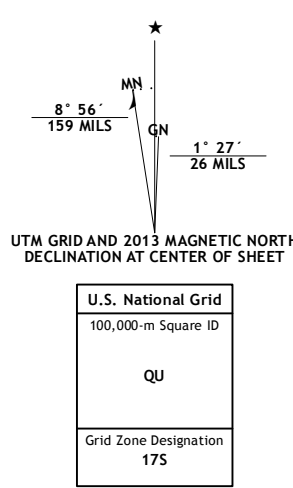 MN
8° 56´
159 MILS
GN
1° 27´
26 MILS
UTM GRID AND 2013 MAGNETIC NORTH
DECLINATION AT CENTER OF SHEET
U.S. National Grid
100,000-m Square ID
QU
Grid Zone Designation
17S